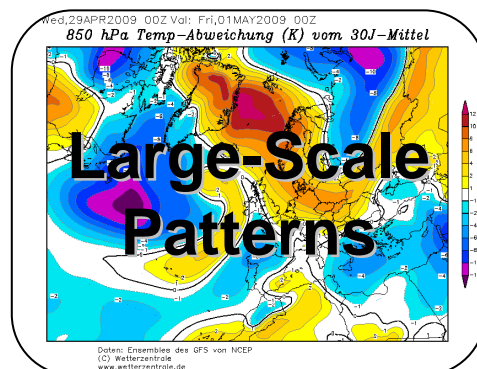 Wed,29APR2009 00Z Val: Fri,01MAY2009 00Z
850 hPa Temp-Abweichung (K) vom 30J-Mittel
Large-Scale
Patterns
Daten: Ensembles des GFS von NCEP
(C) Wetterzentrale
www.wetterzentrale.de